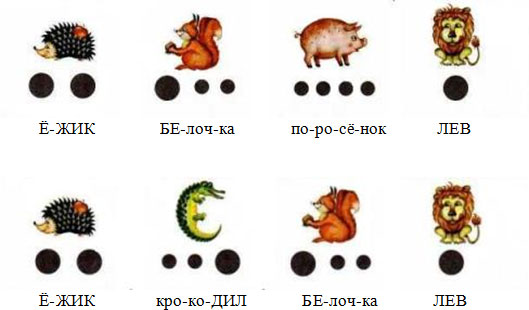 Ё-ЖИК БЕ-лоч-ка по-ро-сё-нок ЛЕВ
Ё-ЖИК кро-ко-ДИЛ БЕ-лоч-ка ЛЕВ